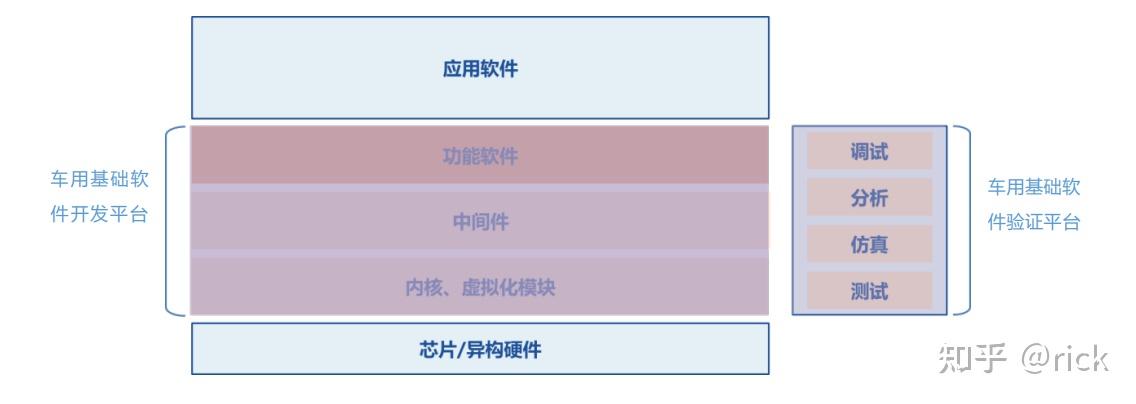 应用软件
车用基础软
件开发平台
功能软件
中间件
内核、虚拟化模块
芯片/异构硬件
调试
分析
仿真
测试
车用基础软
件验证平台
知乎 @rick